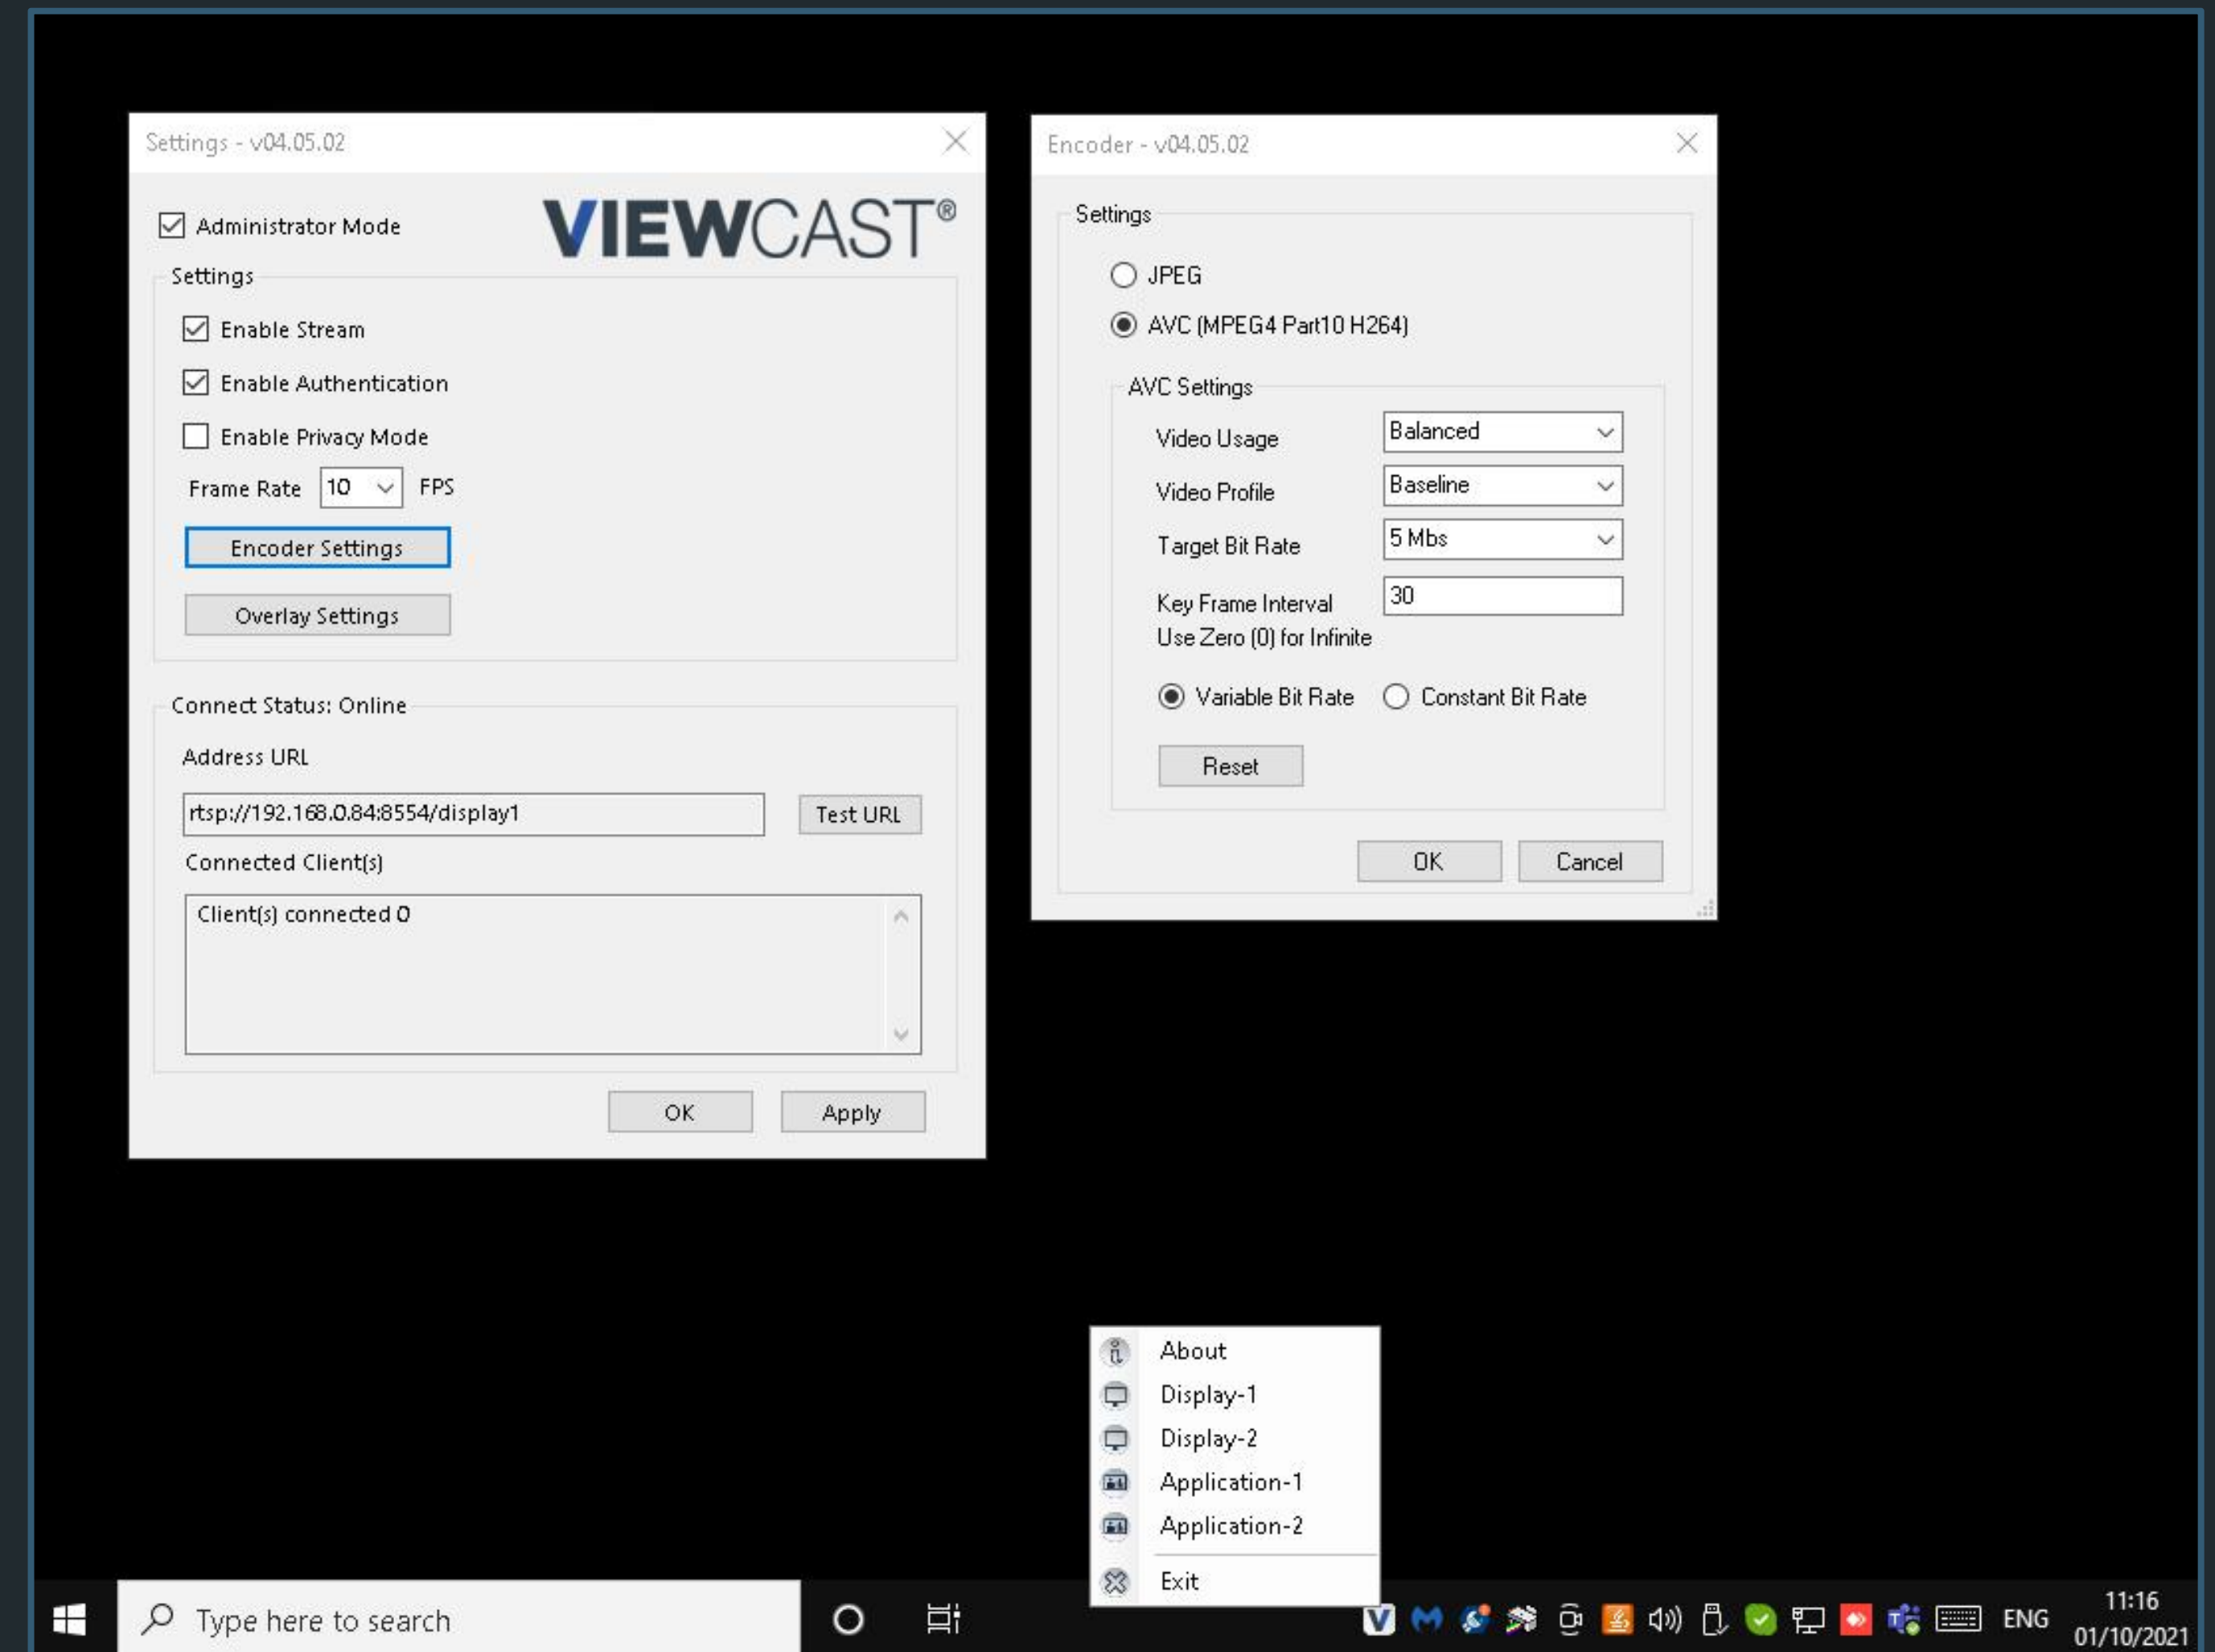 Settings - v04.05.02
Administrator Mode
VIEWCAST®
Settings
Enable Stream
Enable Authentication
Enable Privacy Mode
Frame Rate 10 FPS
Encoder Settings
Overlay Settings
Connect Status: Online
Address URL
rtsp://192.168.0.84:8554/display1 Test URL
Connected Client(s)
Client(s) connected 0
OK Apply
Encoder - v04.05.02
Settings
JPEG
AVC (MPEG4 Part10 H264)
AVC Settings
Video Usage Balanced
Video Profile Baseline
Target Bit Rate 5 Mbs
Key Frame Interval 30
Use Zero (0) for Infinite
Variable Bit Rate Constant Bit Rate
Reset
OK Cancel
About
Display-1
Display-2
Application-1
Application-2
Exit
Type here to search
V
ENG
11:16
01/10/2021